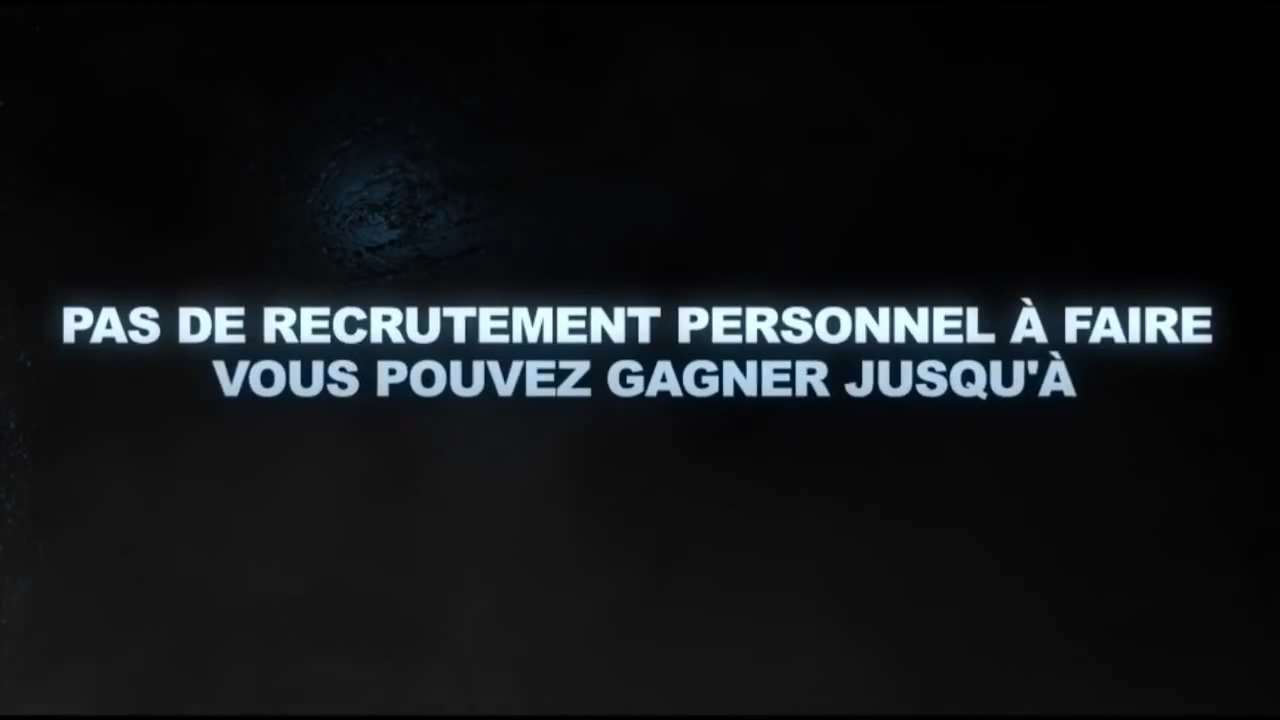 PAS DE RECRUTEMENT PERSONNEL À FAIRE
VOUS POUVEZ GAGNER JUSQU'À